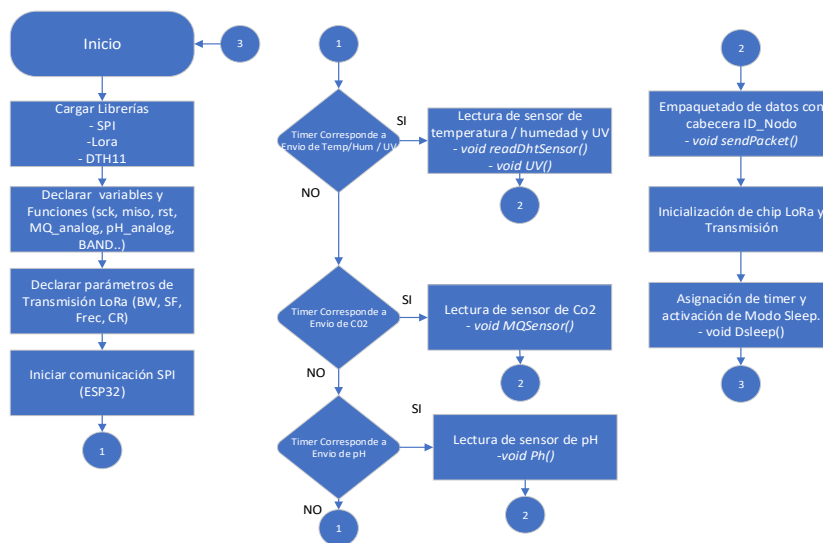 Inicio
3
Cargar Librerías
- SPI
-Lora
- DTH11
Declarar variables y
Funciones (sck, miso, rst,
MQ_analog, pH_analog,
BAND..)
Declarar parámetros de
Transmisión LoRa (BW, SF,
Frec, CR)
Iniciar comunicación SPI
(ESP32)
1
1
Timer Corresponde a
Envio de Temp/Hum / UV
SI
Lectura de sensor de
temperatura / humedad y UV
- void readDhtSensor()
- void UV()
2
NO
Timer Corresponde a
Envio de C02
SI
Lectura de sensor de Co2
- void MQSensor()
2
NO
Timer Corresponde a
Envio de pH
SI
Lectura de sensor de pH
-void Ph()
2
NO
1
2
Empaquetado de datos con
cabecera ID_Nodo
- void sendPacket()
Inicialización de chip LoRa y
Transmisión
Asignación de timer y
activación de Modo Sleep.
- void Dsleep()
3